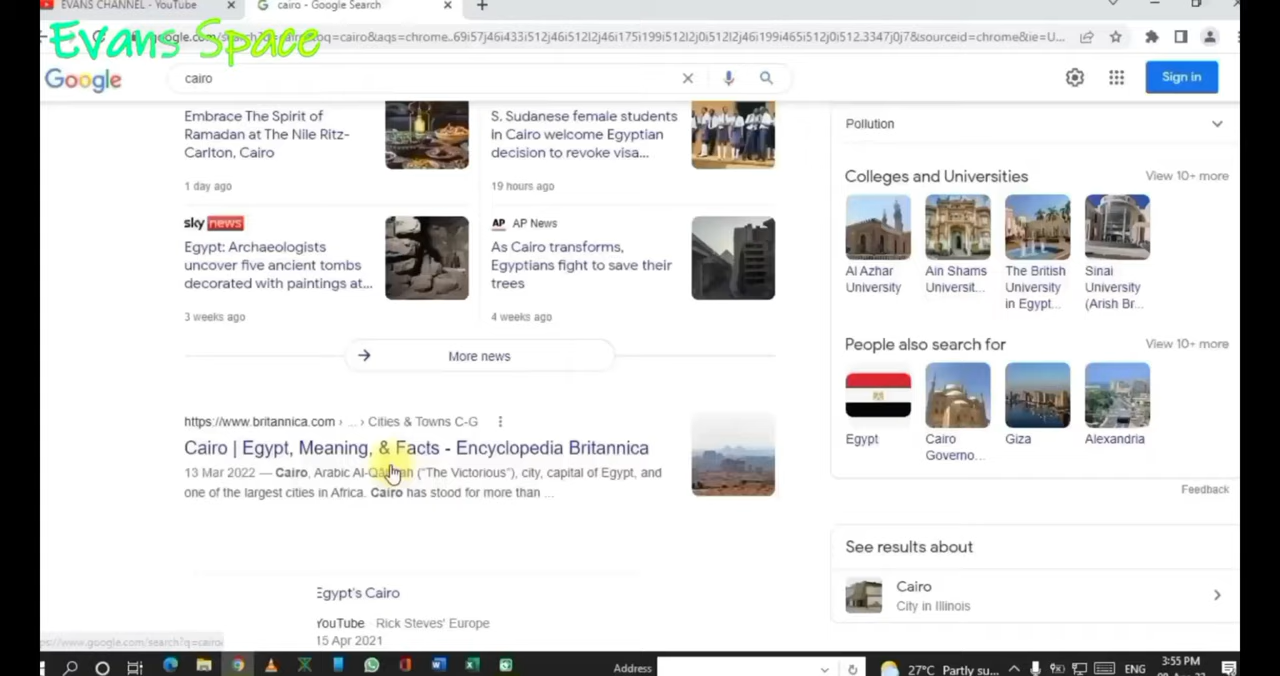 EVANS CHANNEL - YouTube
cairo - Google Search
Evans Space
Google
cairo
Sign in
Embrace The Spirit of
Ramadan at The Nile Ritz-
Carlton, Cairo
1 day ago
S. Sudanese female students
in Cairo welcome Egyptian
decision to revoke visa...
19 hours ago
sky news
Egypt: Archaeologists
uncover five ancient tombs
decorated with paintings at...
3 weeks ago
AP AP News
As Cairo transforms,
Egyptians fight to save their
trees
4 weeks ago
More news
https://www.britannica.com › ... › Cities & Towns C-G
Cairo | Egypt, Meaning, & Facts - Encyclopedia Britannica
13 Mar 2022 — Cairo, Arabic ("The Victorious"), city, capital of Egypt, and
one of the largest cities in Africa. Cairo has stood for more than ...
Egypt's Cairo
YouTube · Rick Steves' Europe
15 Apr 2021
Pollution
Colleges and Universities
View 10+ more
Al Azhar
University
Ain Shams
Universit...
The British
University
in Egypt...
Sinai
University
(Arish Br...
People also search for
View 10+ more
Egypt
Cairo
Governo...
Giza
Alexandria
Feedback
See results about
Cairo
City in Illinois
Address
27°C Partly su...
ENG
3:55 PM